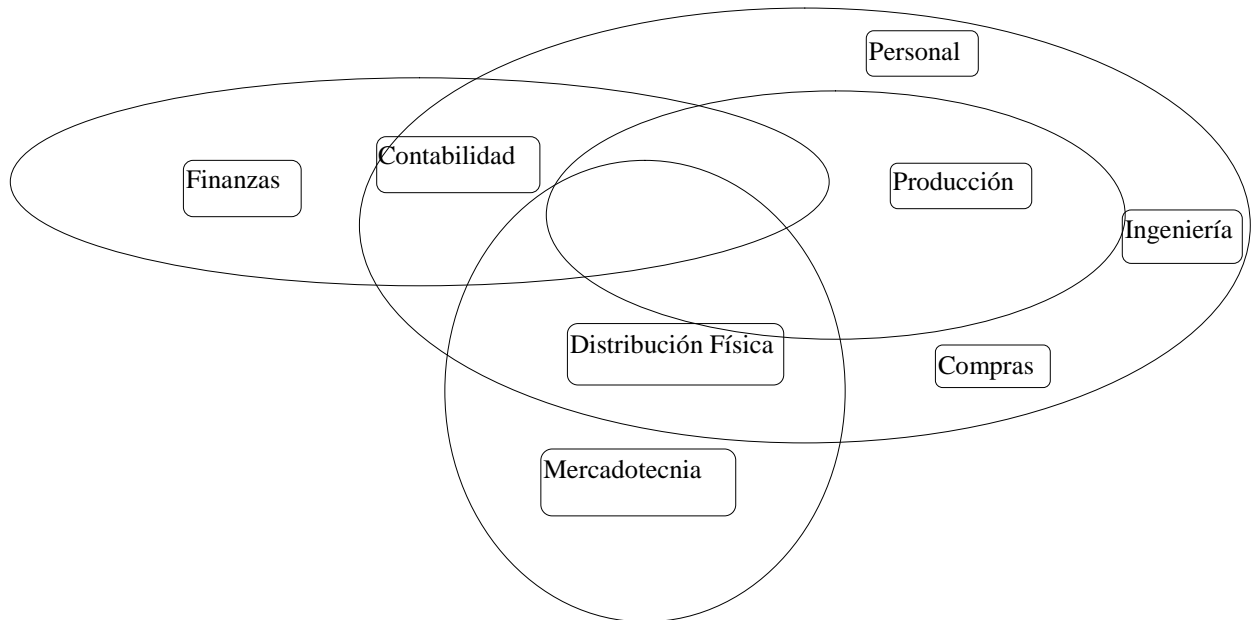 Personal
Contabilidad
Finanzas
Producción
Ingeniería
Distribución Física
Compras
Mercadotecnia